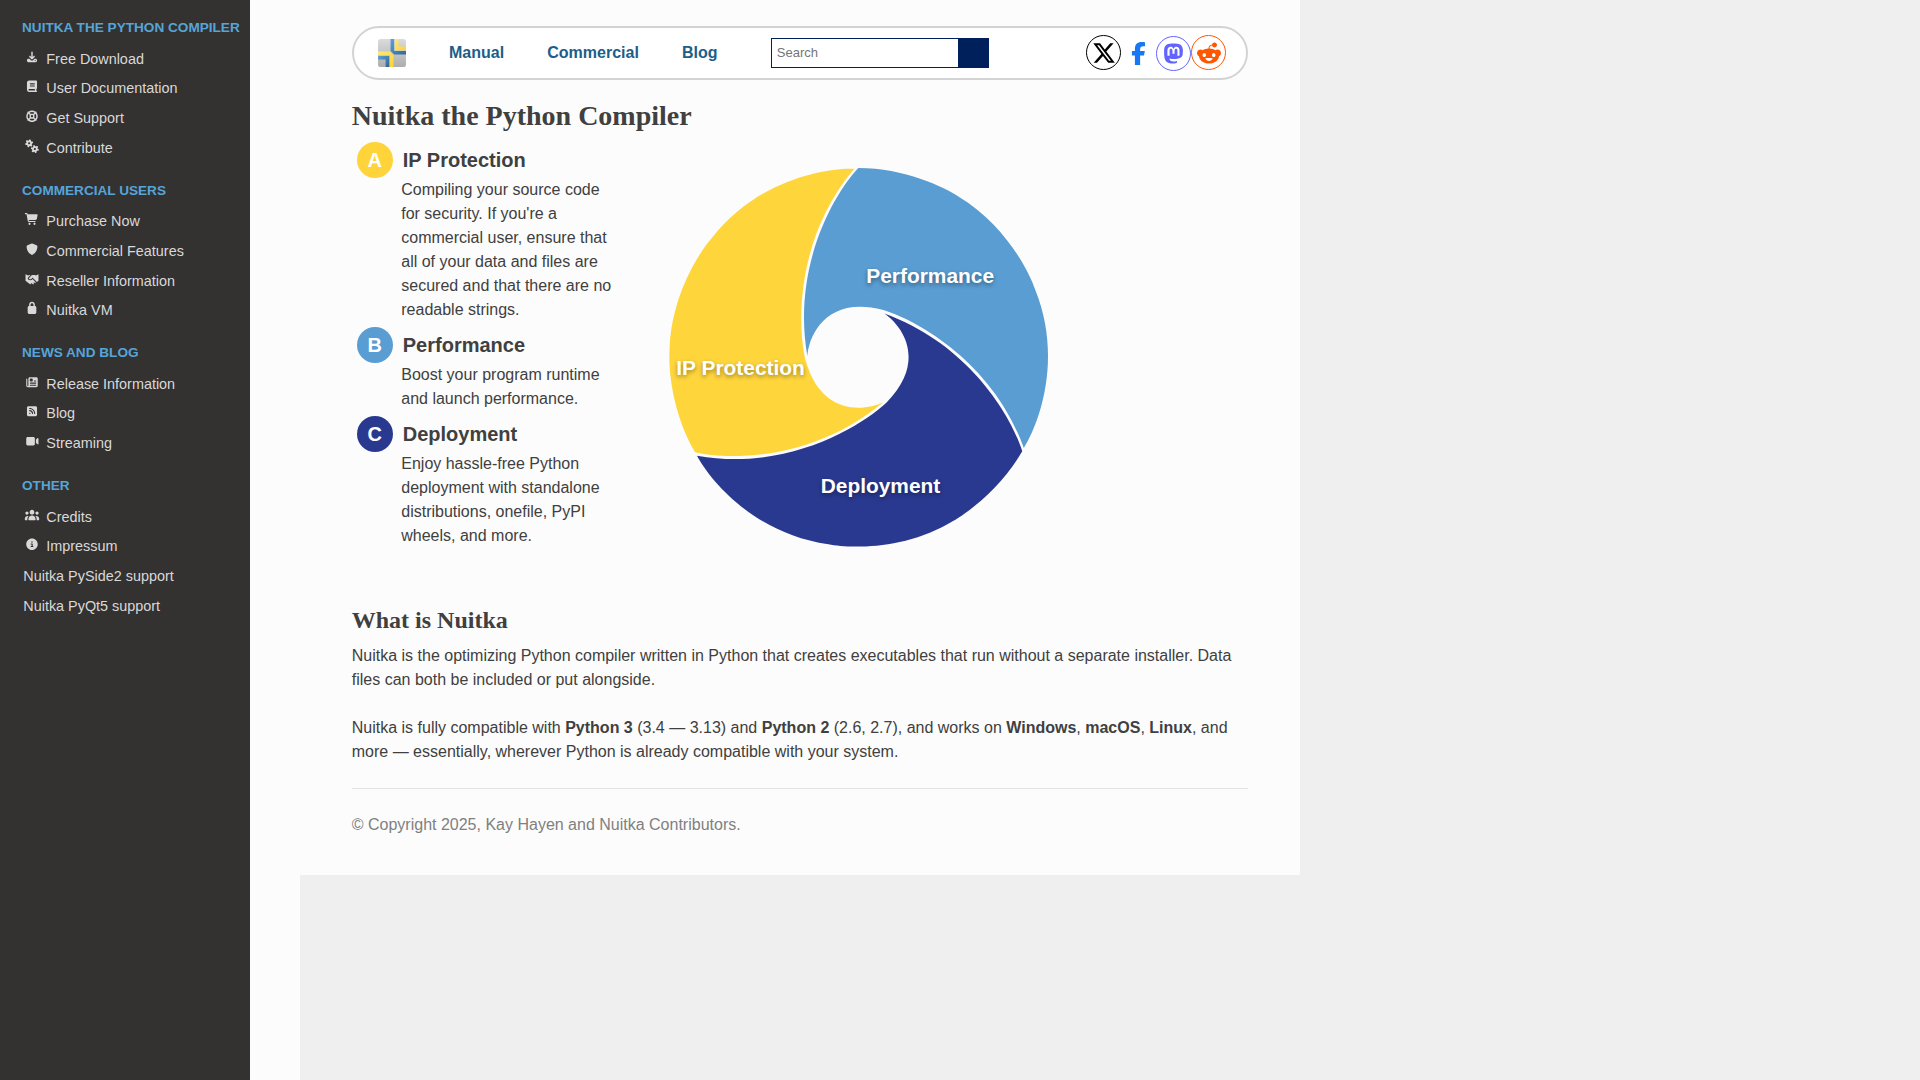 NUITKA THE PYTHON COMPILER
Free Download
User Documentation
Get Support
Contribute
COMMERCIAL USERS
Purchase Now
Commercial Features
Reseller Information
Nuitka VM
NEWS AND BLOG
Release Information
Blog
Streaming
OTHER
Credits
Impressum
Nuitka PySide2 support
Nuitka PyQt5 support
Manual
Commercial
Blog
Search
Nuitka the Python Compiler
A IP Protection
Compiling your source code
for security. If you're a
commercial user, ensure that
all of your data and files are
secured and that there are no
readable strings.
B Performance
Boost your program runtime
and launch performance.
C Deployment
Enjoy hassle-free Python
deployment with standalone
distributions, onefile, PyPI
wheels, and more.
Performance
IP Protection
Deployment
What is Nuitka
Nuitka is the optimizing Python compiler written in Python that creates executables that run without a separate installer. Data
files can both be included or put alongside.
Nuitka is fully compatible with Python 3 (3.4 — 3.13) and Python 2 (2.6, 2.7), and works on Windows, macOS, Linux, and
more — essentially, wherever Python is already compatible with your system.
© Copyright 2025, Kay Hayen and Nuitka Contributors.